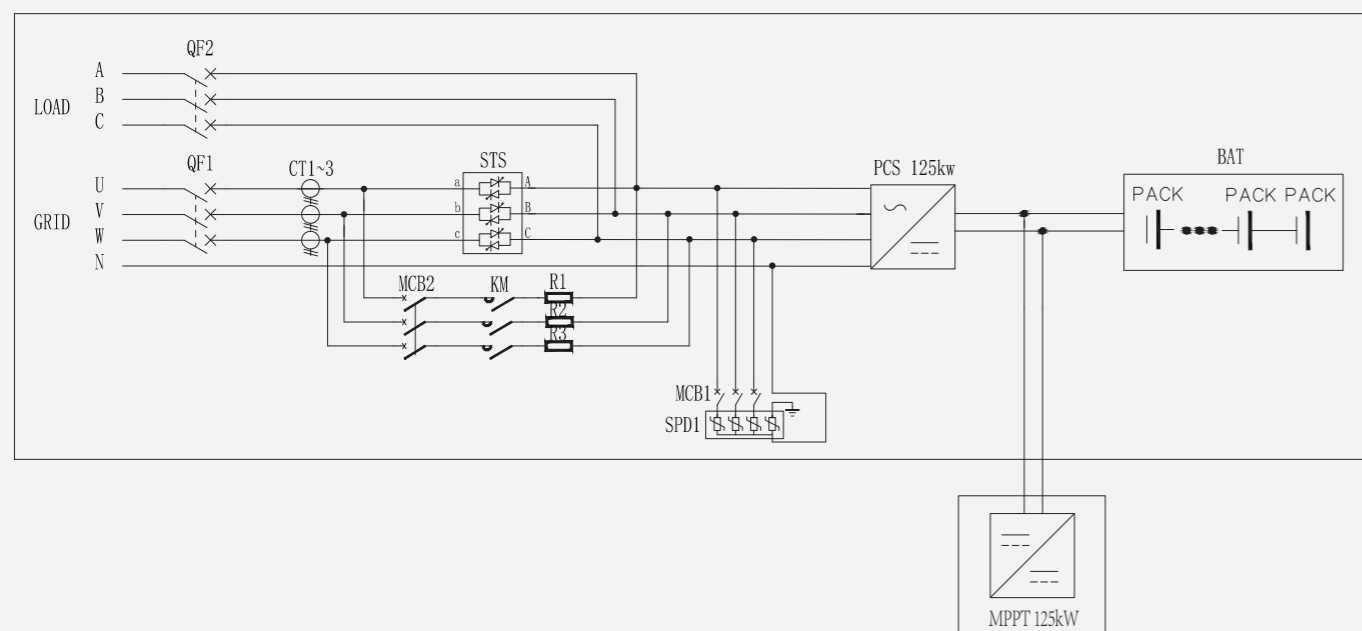 QF2
A
B
LOAD
C
QF1
CT1~3
STS
PCS 125kw
BAT
U
a
A
PACK
PACK
PACK
V
b
B
GRID
W
c
C
N
MCB2
KM
R1
R2
R3
MCB1
SPD1
MPPT 125kW